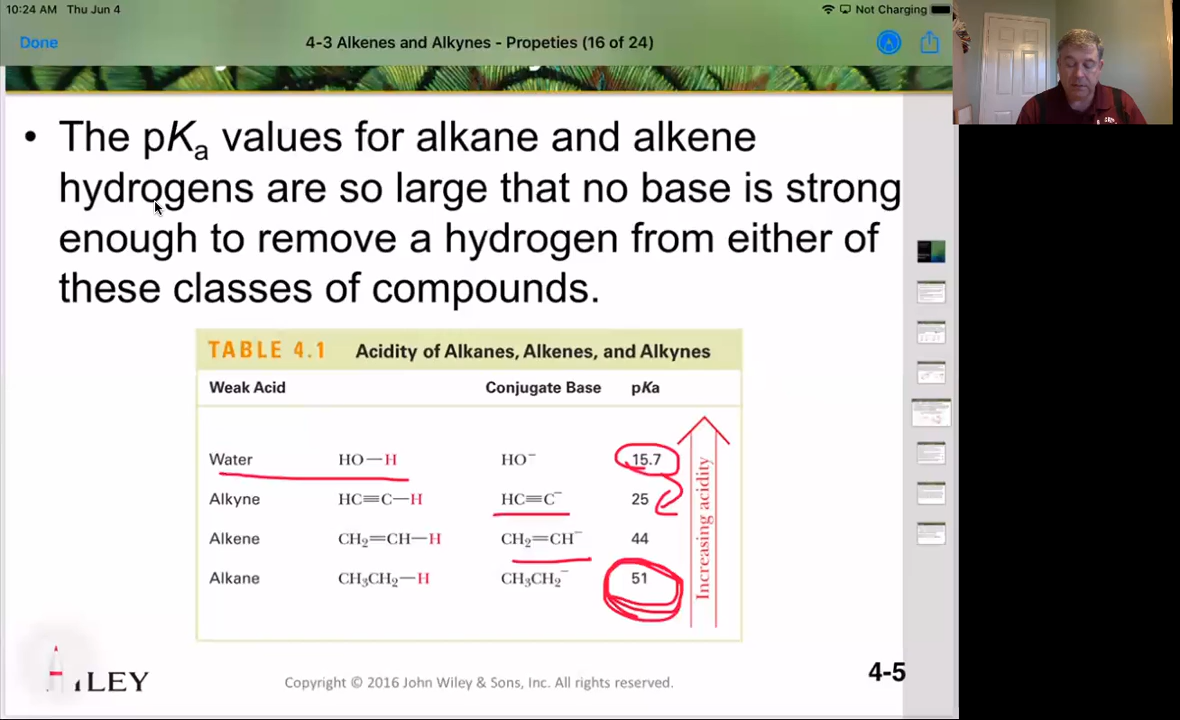 10:24 AM Thu Jun 4
Not Charging
Done
4-3 Alkenes and Alkynes - Propeties (16 of 24)
• The pKa values for alkane and alkene
hydrogens are so large that no base is strong
enough to remove a hydrogen from either of
these classes of compounds.
TABLE 4.1 Acidity of Alkanes, Alkenes, and Alkynes
Weak Acid Conjugate Base pKa
Water HO—H HO⁻ 15.7
Alkyne HC≡C—H HC≡C⁻ 25
Alkene CH₂=CH—H CH₂=CH⁻ 44
Alkane CH₃CH₂—H CH₃CH₂⁻ 51
Increasing acidity
ILEY
Copyright © 2016 John Wiley & Sons, Inc. All rights reserved.
4-5